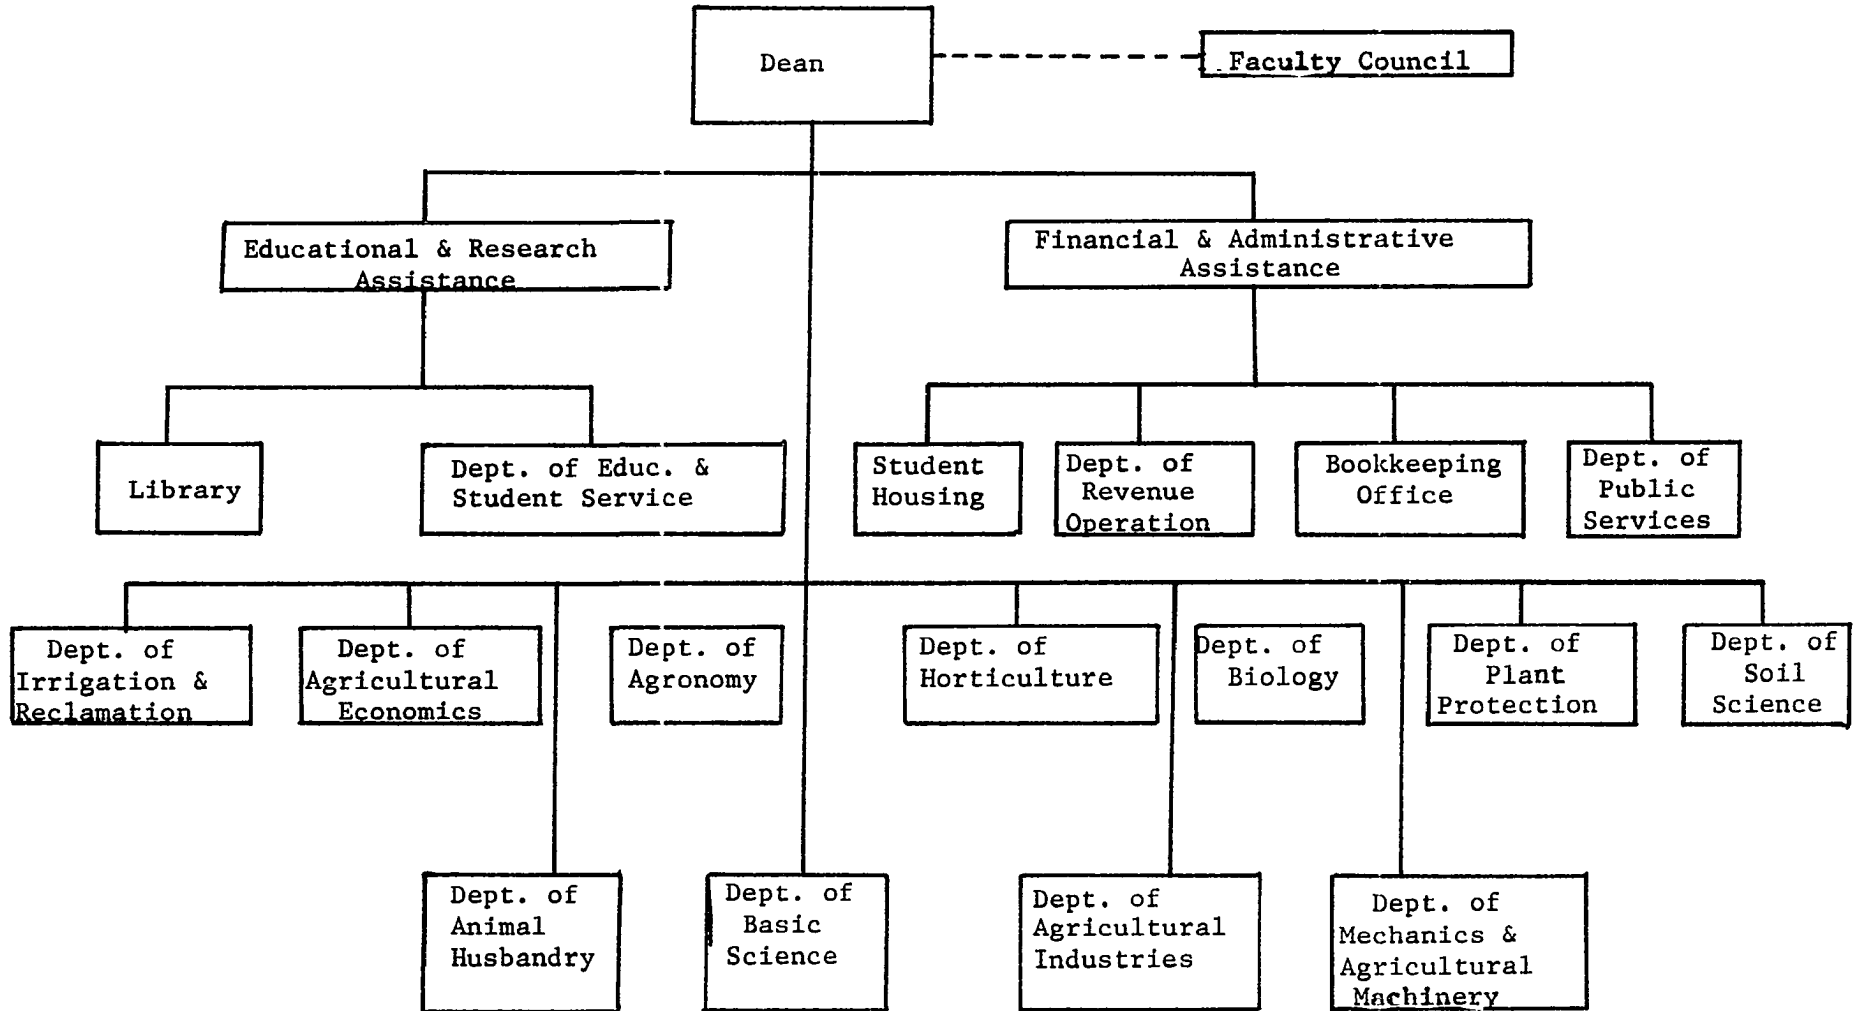 Dean
Faculty Council
Educational & Research
Assistance
Financial & Administrative
Assistance
Library
Dept. of Educ. &
Student Service
Student
Housing
Dept. of
Revenue
Operation
Bookkeeping
Office
Dept. of
Public
Services
Dept. of
Irrigation &
Reclamation
Dept. of
Agricultural
Economics
Dept. of
Agronomy
Dept. of
Horticulture
Dept. of
Biology
Dept. of
Plant
Protection
Dept. of
Soil
Science
Dept. of
Animal
Husbandry
Dept. of
Basic
Science
Dept. of
Agricultural
Industries
Dept. of
Mechanics &
Agricultural
Machinery